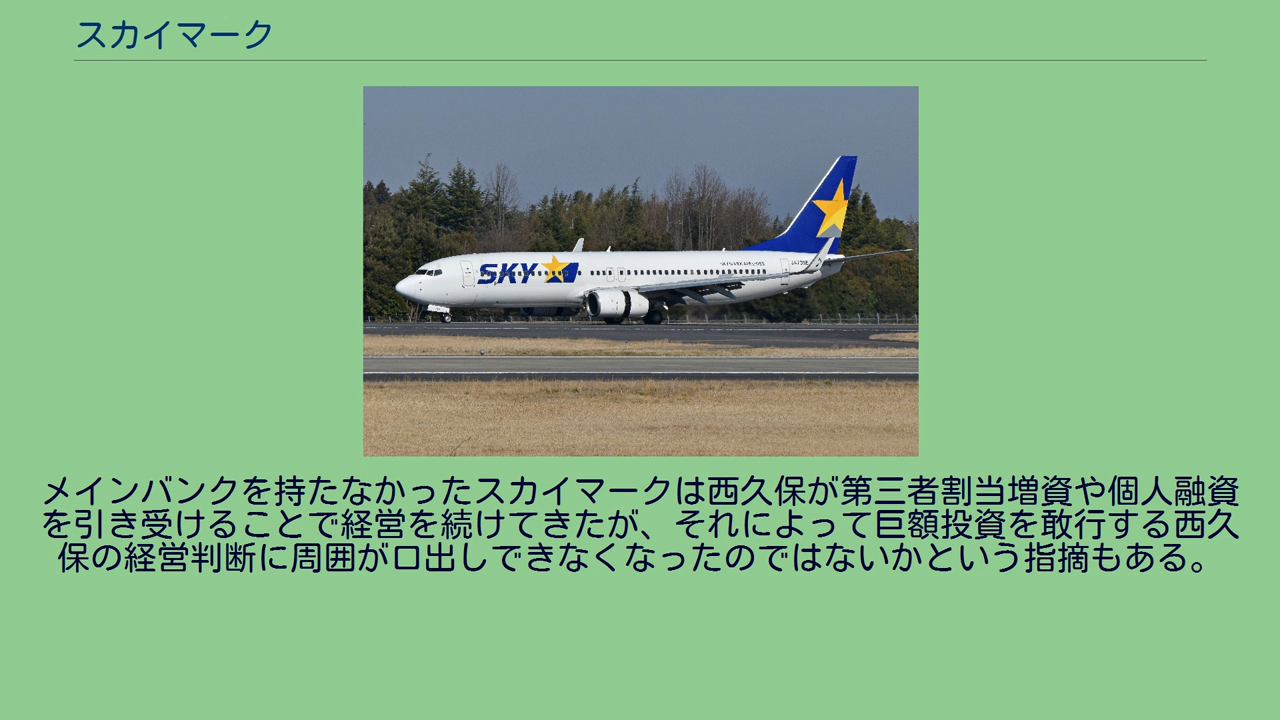 スカイマーク
SKY
メインバンクを持たなかったスカイマークは西久保が第三者割当増資や個人融資
を引き受けることで経営を続けてきたが、それによって巨額投資を敢行する西久
保の経営判断に周囲が口出しできなくなったのではないかという指摘もある。